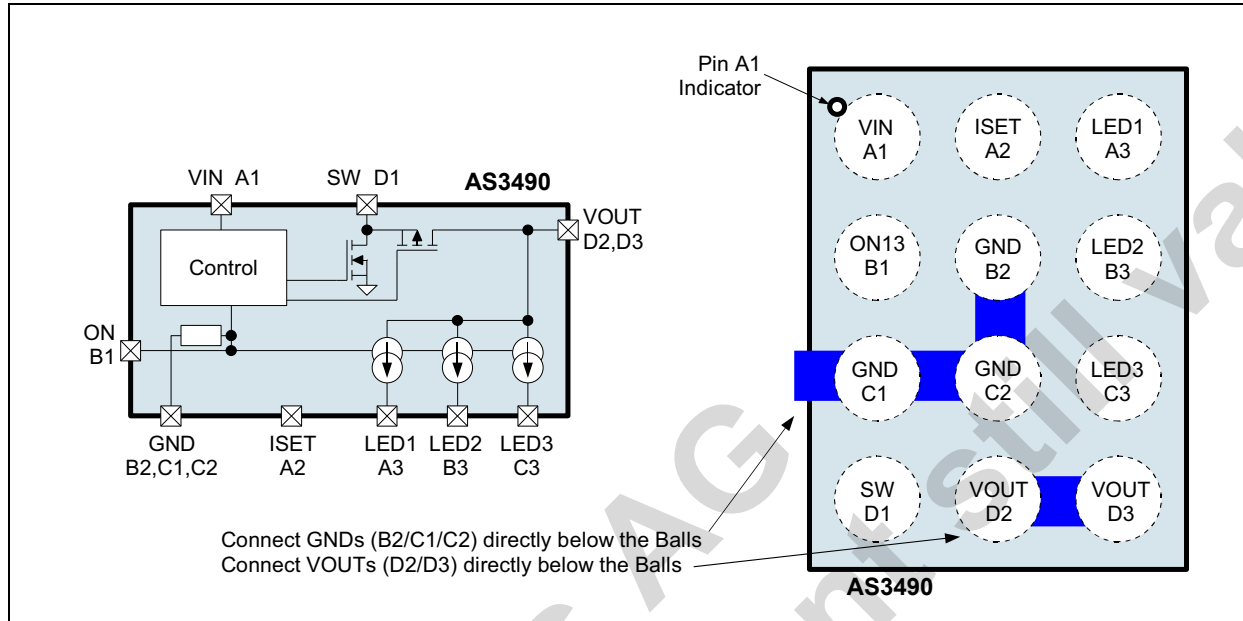 VIN A1
SW D1
AS3490
VOUT
D2,D3
Control
ON
B1
GND
B2,C1,C2
ISET
A2
LED1
A3
LED2
B3
LED3
C3
Pin A1
Indicator
VIN
A1
ISET
A2
LED1
A3
ON13
B1
GND
B2
LED2
B3
GND
C1
GND
C2
LED3
C3
SW
D1
VOUT
D2
VOUT
D3
Connect GNDs (B2/C1/C2) directly below the Balls
Connect VOUTs (D2/D3) directly below the Balls
AS3490
AG
still